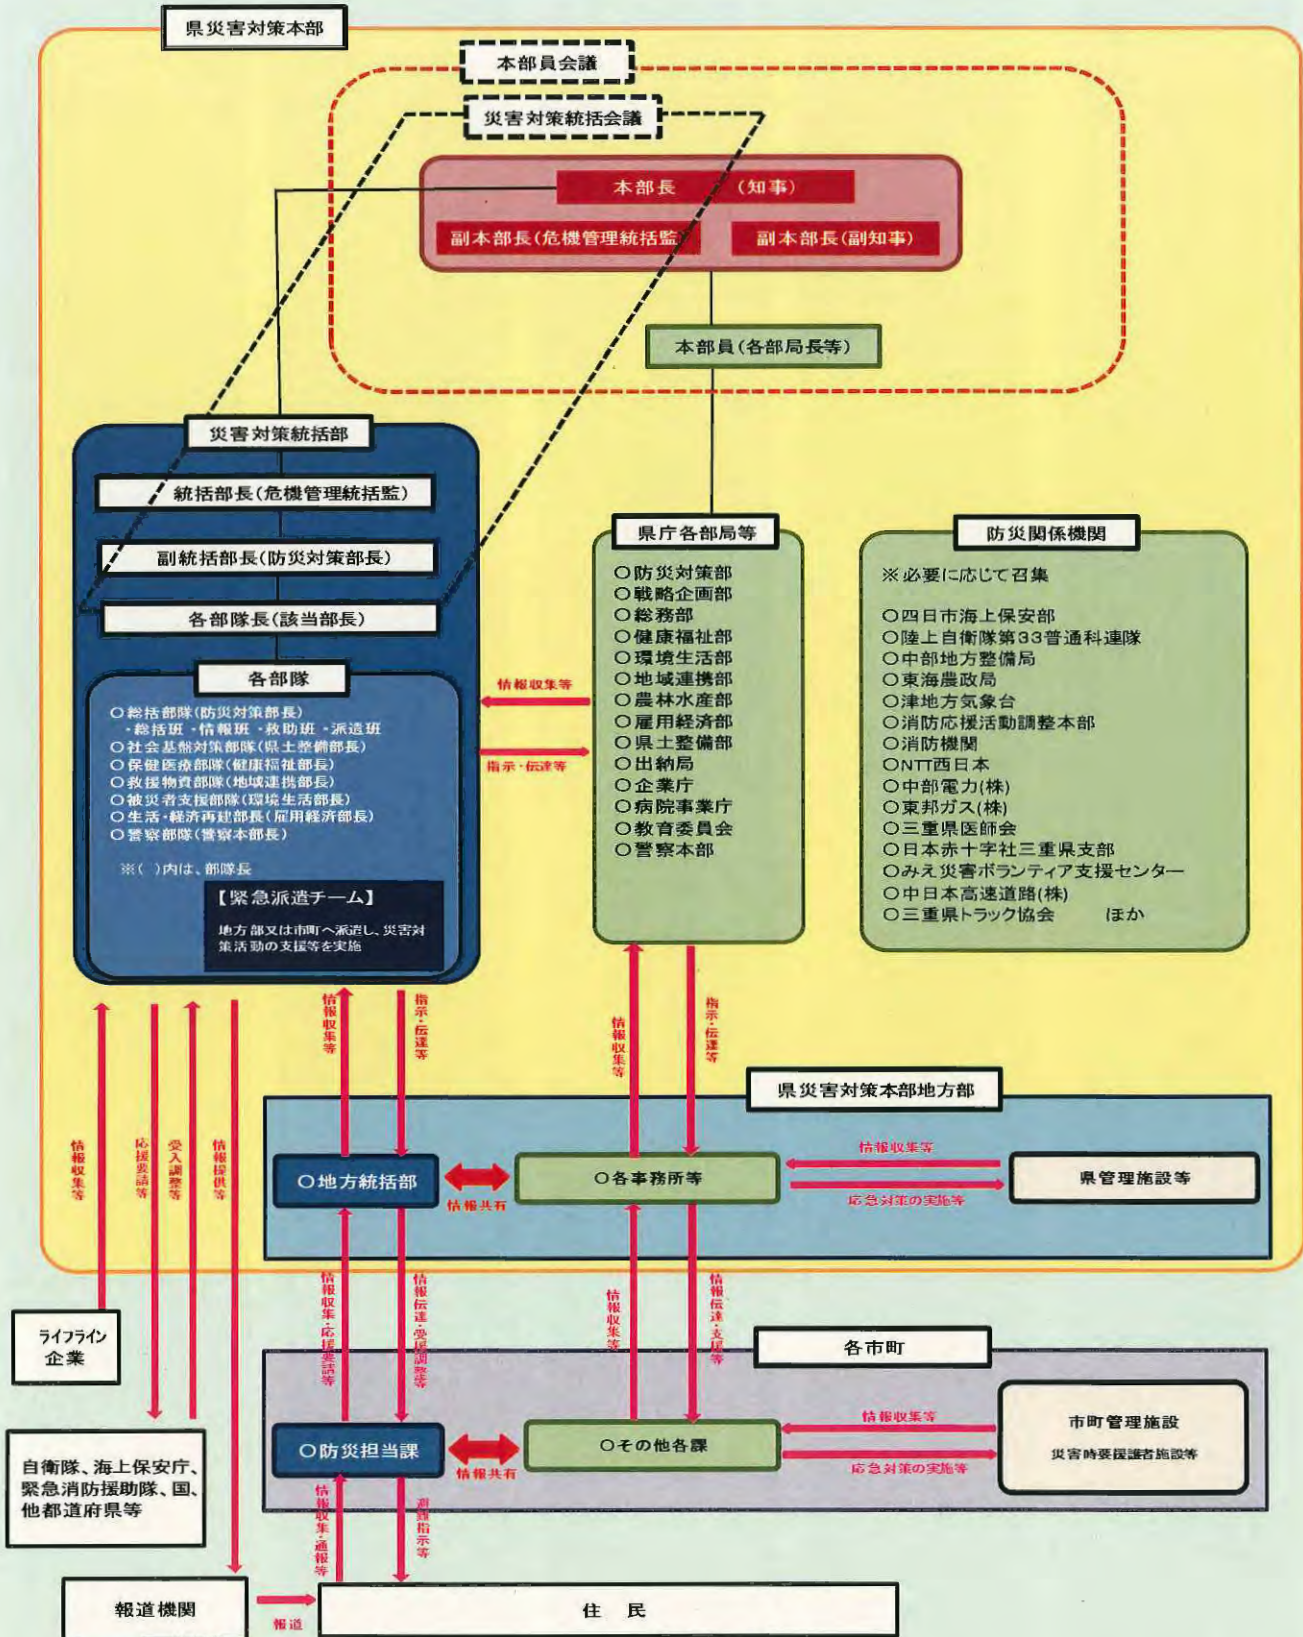 県災害対策本部
本部員会議
災害対策統括会議
本部長　　(知事)
副本部長(危機管理統括監)
副本部長(副知事)
本部員(各部局長等)
災害対策統括部
統括部長(危機管理統括監)
副統括部長(防災対策部長)
各部隊長(該当部長)
各部隊
○総括部隊(防災対策部長)
・総括班・情報班・救助班・派遣班
○社会基盤対策部隊(県土整備部長)
○保健医療部隊(健康福祉部長)
○救援物資部隊(地域連携部長)
○被災者支援部隊(環境生活部長)
○生活・経済再建部長(雇用経済部長)
○警察部隊(警察本部長)
※( )内は、部隊長
【緊急派遣チーム】
地方部又は市町へ派遣し、災害対
策活動の支援等を実施
情報収集等
指示・伝達等
県庁各部局等
○防災対策部
○戦略企画部
○総務部
○健康福祉部
○環境生活部
○地域連携部
○農林水産部
○雇用経済部
○県土整備部
○出納局
○企業庁
○病院事業庁
○教育委員会
○警察本部
防災関係機関
※必要に応じて召集
○四日市海上保安部
○陸上自衛隊第33普通科連隊
○中部地方整備局
○東海農政局
○津地方気象台
○消防応援活動調整本部
○消防機関
○NTT西日本
○中部電力(株)
○東邦ガス(株)
○三重県医師会
○日本赤十字社三重県支部
○みえ災害ボランティア支援センター
○中日本高速道路(株)
○三重県トラック協会　　ほか
情報収集等
応援要請等
受入調整等
情報提供等
情報収集等
指示・伝達等
情報収集等
指示・伝達等
県災害対策本部地方部
○地方統括部
情報共有
○各事務所等
情報収集等
応急対策の実施等
県管理施設等
情報収集・応援要請等
情報伝達・受援調整等
情報収集等
情報伝達・支援等
ライフライン
企業
各市町
○防災担当課
情報共有
○その他各課
情報収集等
応急対策の実施等
市町管理施設
災害時要援護者施設等
自衛隊、海上保安庁、
緊急消防援助隊、国、
他都道府県等
情報収集・通報等
避難指示等
報道機関
報道
住　民